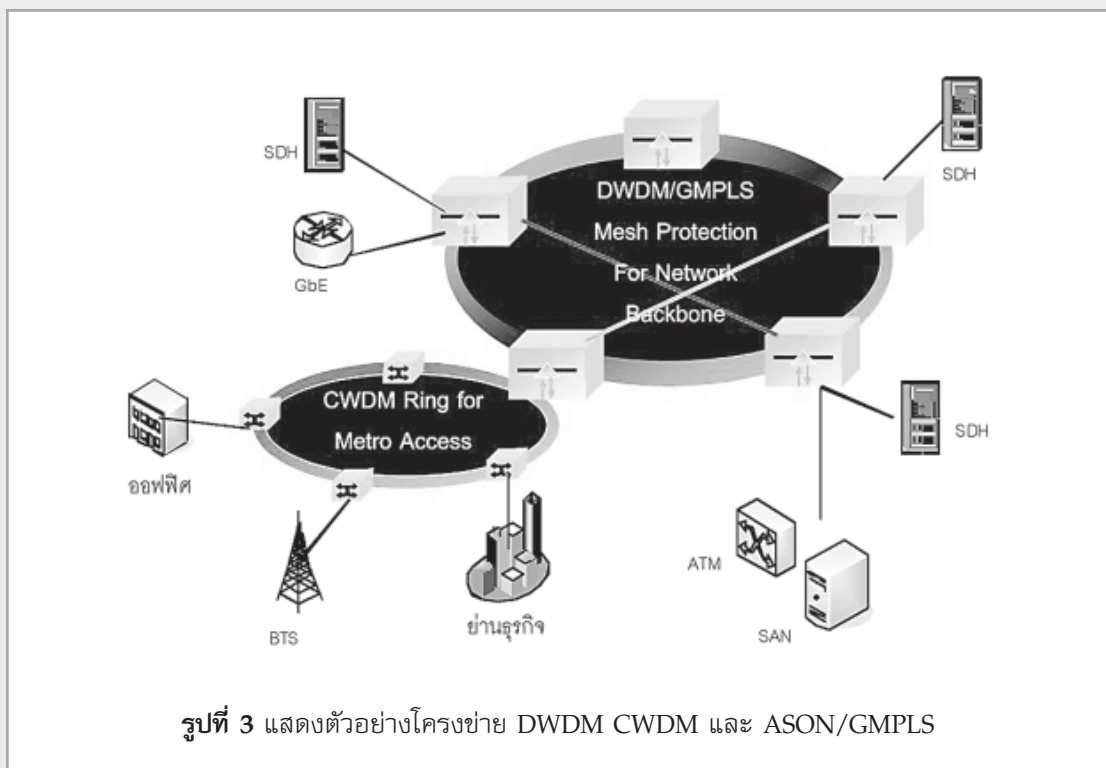 SDH
SDH
DWDM/GMPLS
Mesh Protection
For Network
Backbone
GbE
CWDM Ring for
Metro Access
SDH
ออฟฟิศ
ATM
BTS
ย่านธุรกิจ
SAN
รูปที่ 3 แสดงตัวอย่างโครงข่าย DWDM CWDM และ ASON/GMPLS